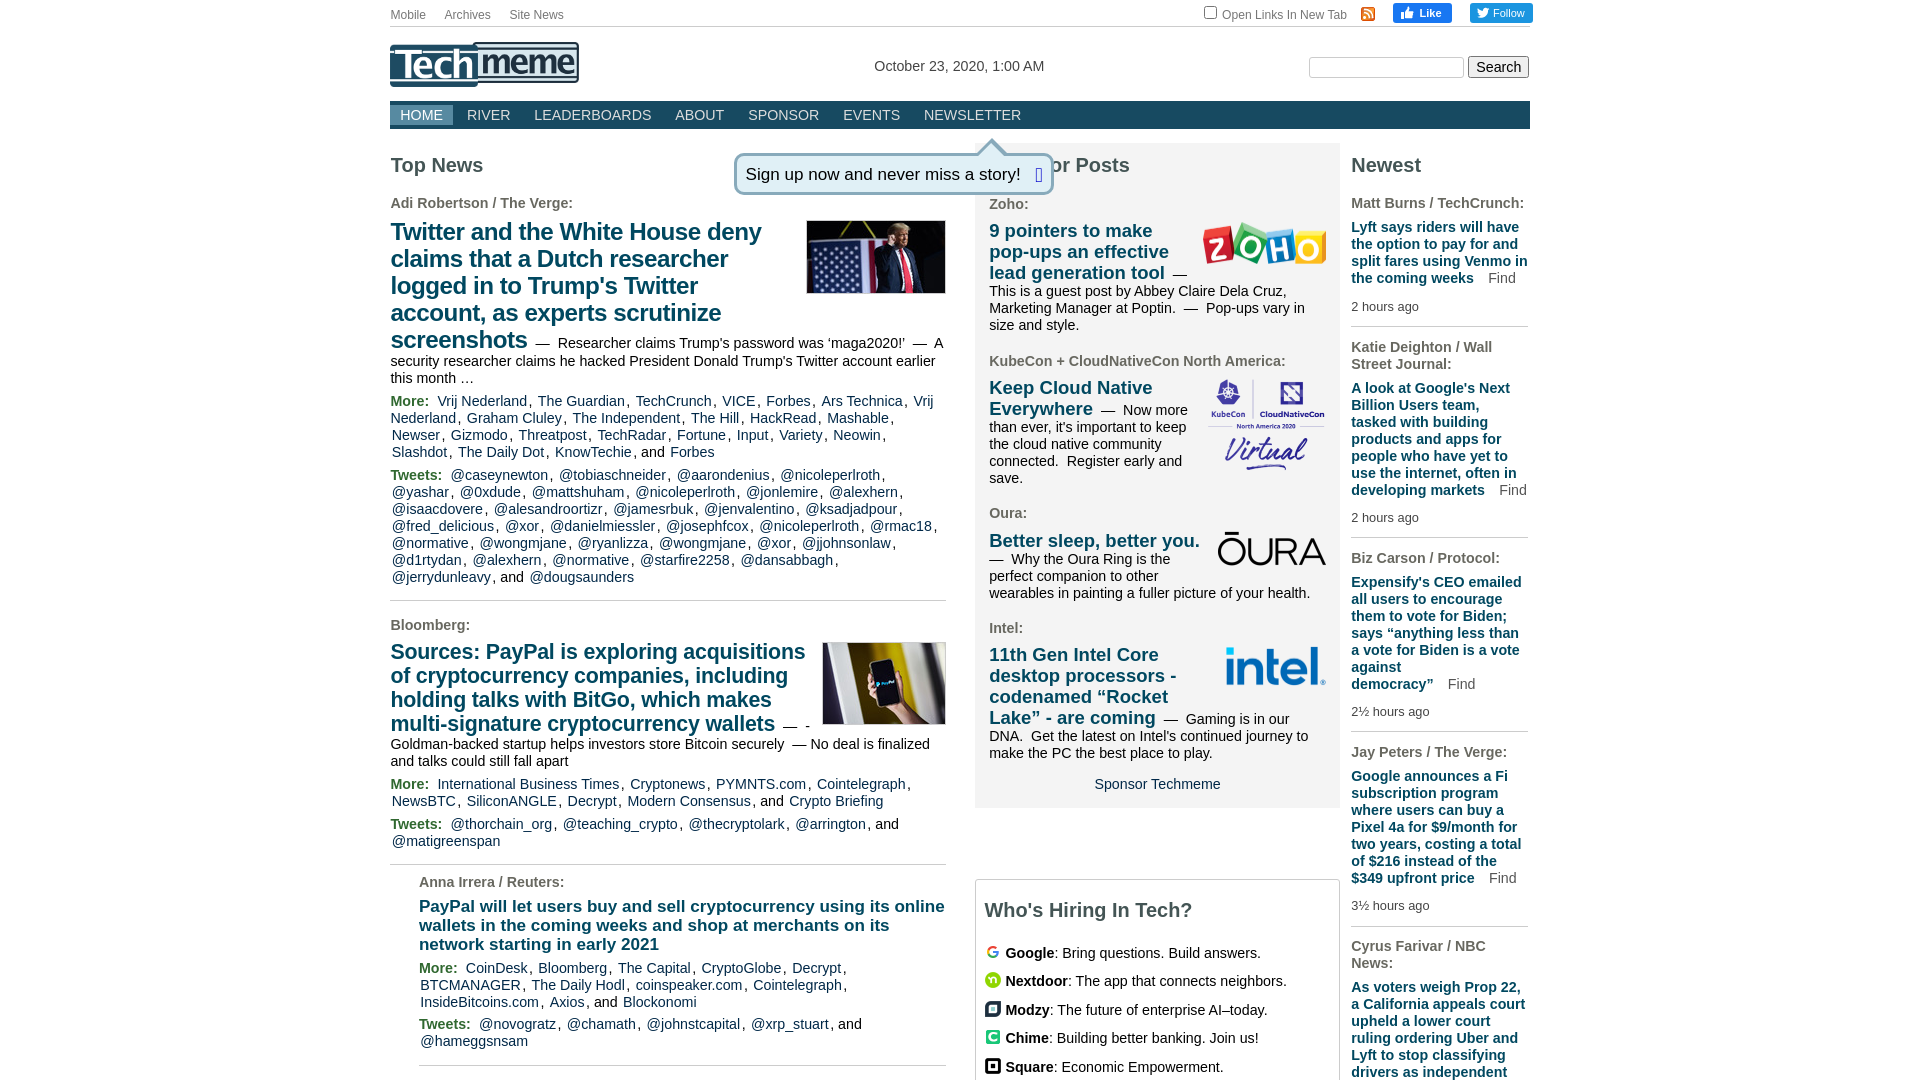 Mobile Archives Site News
Open Links In New Tab Like Follow
Techmeme
October 23, 2020, 1:00 AM
Search
HOME RIVER LEADERBOARDS ABOUT SPONSOR EVENTS NEWSLETTER
Sign up now and never miss a story!
Top News
Adi Robertson / The Verge:
Twitter and the White House deny
claims that a Dutch researcher
logged in to Trump's Twitter
account, as experts scrutinize
screenshots — Researcher claims Trump's password was ‘maga2020!’ — A
security researcher claims he hacked President Donald Trump's Twitter account earlier
this month …
More: Vrij Nederland, The Guardian, TechCrunch, VICE, Forbes, Ars Technica, Vrij
Nederland, Graham Cluley, The Independent, The Hill, HackRead, Mashable,
Newser, Gizmodo, Threatpost, TechRadar, Fortune, Input, Variety, Neowin,
Slashdot, The Daily Dot, KnowTechie, and Forbes
Tweets: @caseynewton, @tobiaschneider, @aarondenius, @nicoleperlroth,
@yashar, @0xdude, @mattshuham, @nicoleperlroth, @jonlemire, @alexhern,
@isaacdovere, @alesandroortizr, @jamesrbuk, @jenvalentino, @ksadjadpour,
@fred_delicious, @xor, @danielmiessler, @josephfcox, @nicoleperlroth, @rmac18,
@normative, @wongmjane, @ryanlizza, @wongmjane, @xor, @jjohnsonlaw,
@d1rtydan, @alexhern, @normative, @starfire2258, @dansabbagh,
@jerrydunleavy, and @dougsaunders
Bloomberg:
Sources: PayPal is exploring acquisitions
of cryptocurrency companies, including
holding talks with BitGo, which makes
multi-signature cryptocurrency wallets — -
Goldman-backed startup helps investors store Bitcoin securely — No deal is finalized
and talks could still fall apart
More: International Business Times, Cryptonews, PYMNTS.com, Cointelegraph,
NewsBTC, SiliconANGLE, Decrypt, Modern Consensus, and Crypto Briefing
Tweets: @thorchain_org, @teaching_crypto, @thecryptolark, @arrington, and
@matigreenspan
Anna Irrera / Reuters:
PayPal will let users buy and sell cryptocurrency using its online
wallets in the coming weeks and shop at merchants on its
network starting in early 2021
More: CoinDesk, Bloomberg, The Capital, CryptoGlobe, Decrypt,
BTCMANAGER, The Daily Hodl, coinspeaker.com, Cointelegraph,
InsideBitcoins.com, Axios, and Blockonomi
Tweets: @novogratz, @chamath, @johnstcapital, @xrp_stuart, and
@hameggsnsam
or Posts
Zoho:
9 pointers to make
pop-ups an effective
lead generation tool —
This is a guest post by Abbey Claire Dela Cruz,
Marketing Manager at Poptin. — Pop-ups vary in
size and style.
ZOHO
KubeCon + CloudNativeCon North America:
Keep Cloud Native
Everywhere — Now more
than ever, it's important to keep
the cloud native community
connected. Register early and
save.
KubeCon CloudNativeCon
North America 2020
Virtual
Oura:
Better sleep, better you.
— Why the Oura Ring is the
perfect companion to other
wearables in painting a fuller picture of your health.
ŌURA
Intel:
11th Gen Intel Core
desktop processors -
codenamed “Rocket
Lake” - are coming — Gaming is in our
DNA. Get the latest on Intel's continued journey to
make the PC the best place to play.
intel.
Sponsor Techmeme
Who's Hiring In Tech?
Google: Bring questions. Build answers.
Nextdoor: The app that connects neighbors.
Modzy: The future of enterprise AI–today.
Chime: Building better banking. Join us!
Square: Economic Empowerment.
Newest
Matt Burns / TechCrunch:
Lyft says riders will have
the option to pay for and
split fares using Venmo in
the coming weeks Find
2 hours ago
Katie Deighton / Wall
Street Journal:
A look at Google's Next
Billion Users team,
tasked with building
products and apps for
people who have yet to
use the internet, often in
developing markets Find
2 hours ago
Biz Carson / Protocol:
Expensify's CEO emailed
all users to encourage
them to vote for Biden;
says “anything less than
a vote for Biden is a vote
against
democracy” Find
2½ hours ago
Jay Peters / The Verge:
Google announces a Fi
subscription program
where users can buy a
Pixel 4a for $9/month for
two years, costing a total
of $216 instead of the
$349 upfront price Find
3½ hours ago
Cyrus Farivar / NBC
News:
As voters weigh Prop 22,
a California appeals court
upheld a lower court
ruling ordering Uber and
Lyft to stop classifying
drivers as independent